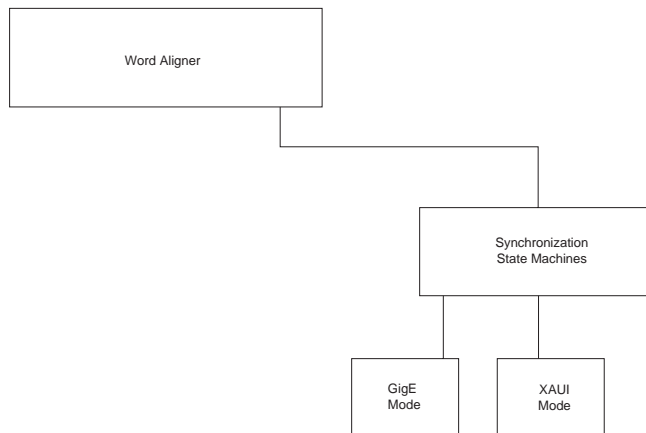 Word Aligner
Synchronization
State Machines
GigE
Mode
XAUI
Mode